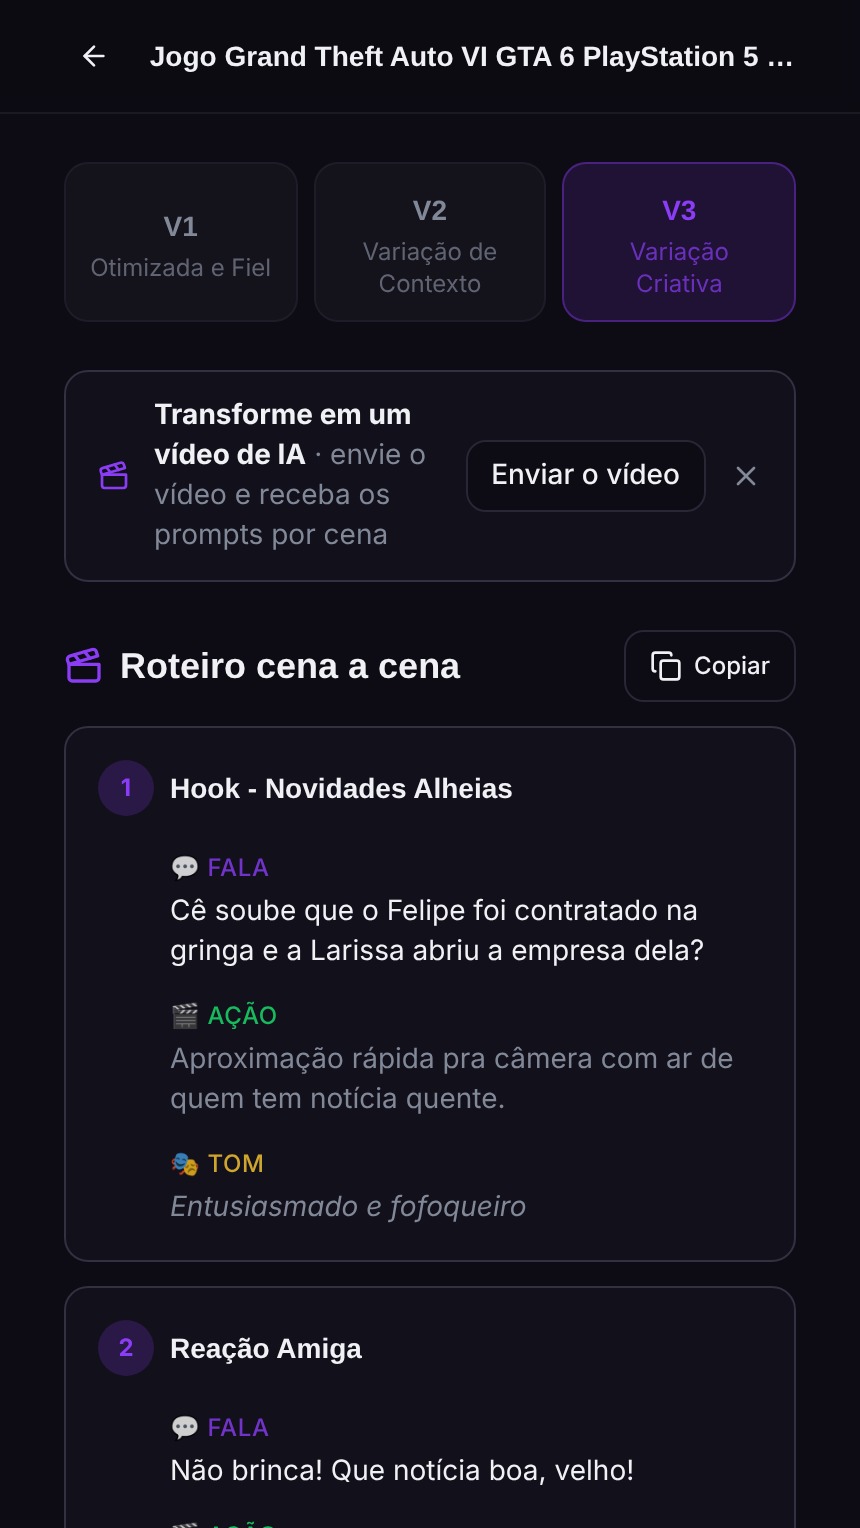 Jogo Grand Theft Auto VI GTA 6 PlayStation 5 ...
V1
Otimizada e Fiel
V2
Variação de
Contexto
V3
Variação
Criativa
Transforme em um
vídeo de IA · envie o
vídeo e receba os
prompts por cena
Enviar o vídeo
Roteiro cena a cena
Copiar
1
Hook - Novidades Alheias
FALA
Cê soube que o Felipe foi contratado na
gringa e a Larissa abriu a empresa dela?
AÇÃO
Aproximação rápida pra câmera com ar de
quem tem notícia quente.
TOM
Entusiasmado e fofoqueiro
2
Reação Amiga
FALA
Não brinca! Que notícia boa, velho!